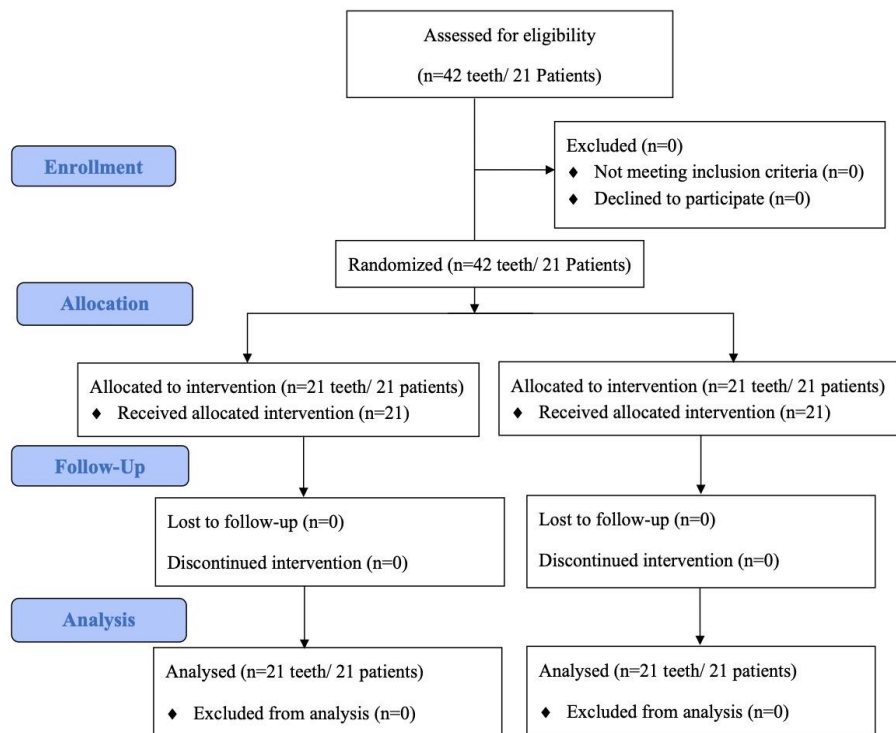 Assessed for eligibility
(n=42 teeth/ 21 Patients)
Enrollment
Excluded (n=0)
♦ Not meeting inclusion criteria (n=0)
♦ Declined to participate (n=0)
Randomized (n=42 teeth/ 21 Patients)
Allocation
Allocated to intervention (n=21 teeth/ 21 patients)
♦ Received allocated intervention (n=21)
Allocated to intervention (n=21 teeth/ 21 patients)
♦ Received allocated intervention (n=21)
Follow-Up
Lost to follow-up (n=0)
Discontinued intervention (n=0)
Lost to follow-up (n=0)
Discontinued intervention (n=0)
Analysis
Analysed (n=21 teeth/ 21 patients)
♦ Excluded from analysis (n=0)
Analysed (n=21 teeth/ 21 patients)
♦ Excluded from analysis (n=0)